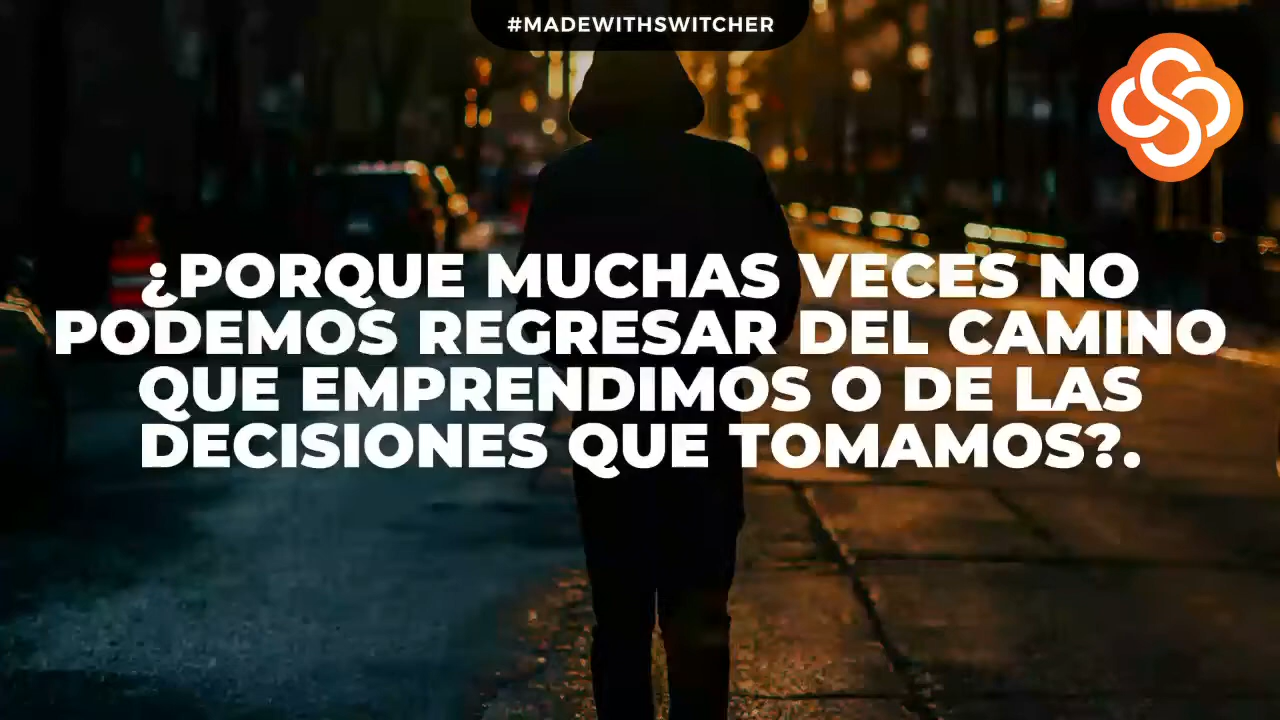 #MADEWITHSWITCHER
¿PORQUE MUCHAS VECES NO
PODEMOS REGRESAR DEL CAMINO
QUE EMPRENDIMOS O DE LAS
DECISIONES QUE TOMAMOS?.